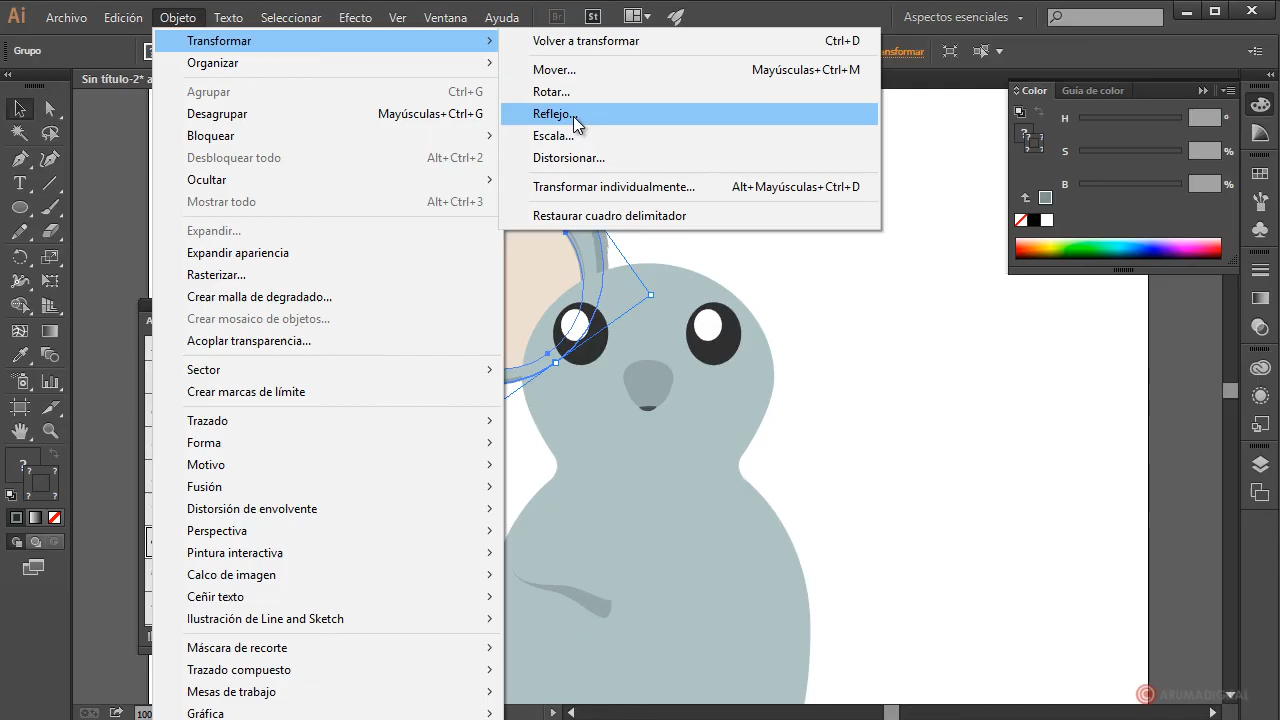 Ai Archivo Edición Objeto Texto Seleccionar Efecto Ver Ventana Ayuda Br St Aspectos esenciales
Grupo
Transformar
Sin título-2* a
Transformar
Organizar
Agrupar Ctrl+G
Desagrupar Mayúsculas+Ctrl+G
Bloquear
Desbloquear todo Alt+Ctrl+2
Ocultar
Mostrar todo Alt+Ctrl+3
Expandir...
Expandir apariencia
Rasterizar...
Crear malla de degradado...
Crear mosaico de objetos...
Acoplar transparencia...
Sector
Crear marcas de límite
Trazado
Forma
Motivo
Fusión
Distorsión de envolvente
Perspectiva
Pintura interactiva
Calco de imagen
Ceñir texto
Ilustración de Line and Sketch
Máscara de recorte
Trazado compuesto
Mesas de trabajo
Gráfica
Volver a transformar Ctrl+D
Mover... Mayúsculas+Ctrl+M
Rotar...
Reflejo...
Escala...
Distorsionar...
Transformar individualmente... Alt+Mayúsculas+Ctrl+D
Restaurar cuadro delimitador
Color Guía de color
H °
S %
B %
? ?
100
© ARUMADIGITAL